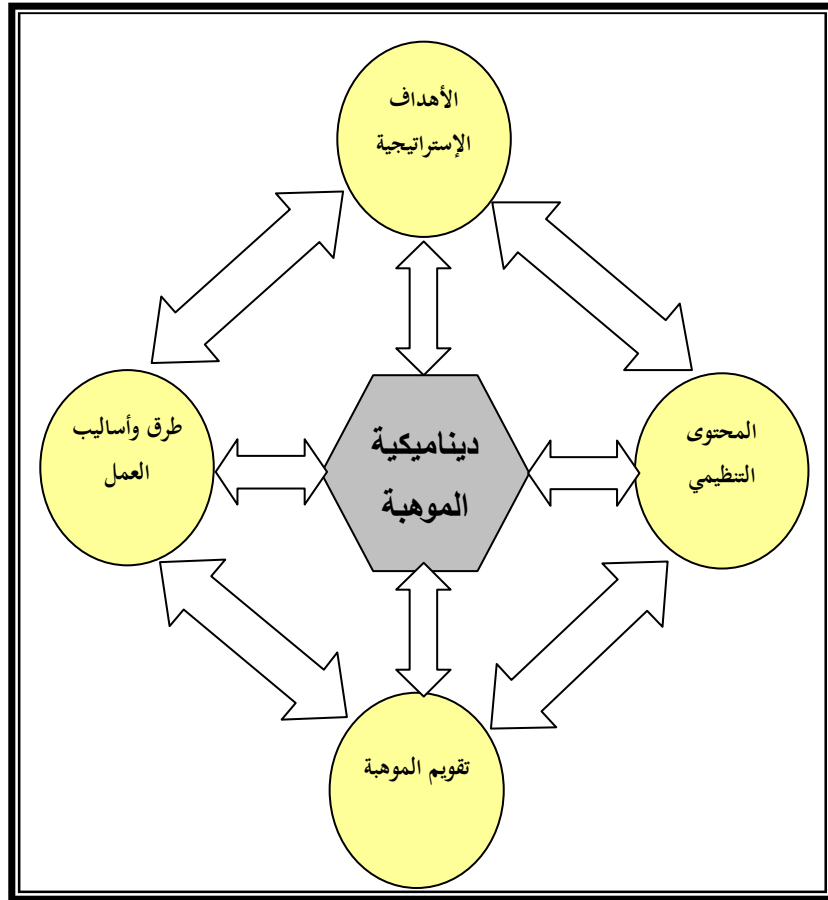 الأهداف
الإستراتيجية
المحتوى
التنظيمي
ديناميكية
الموهبة
طرق وأساليب
العمل
تقويم الموهبة